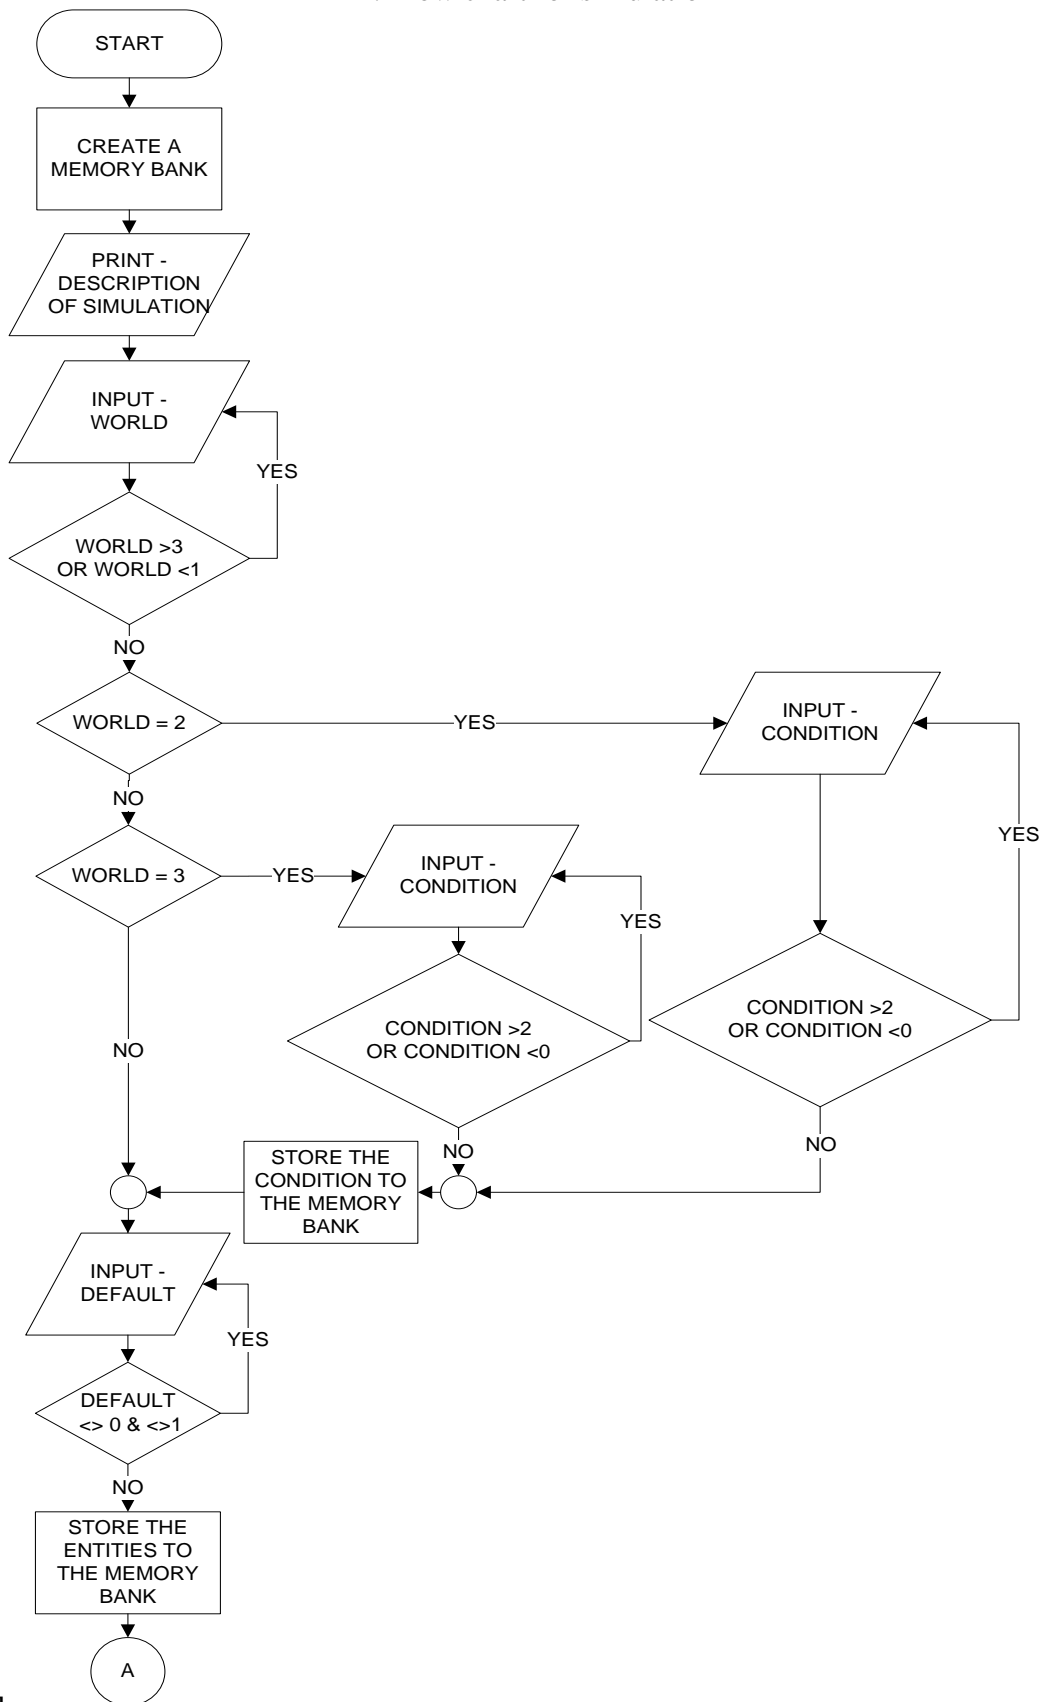 START
CREATE A
MEMORY BANK
PRINT -
DESCRIPTION
OF SIMULATION
INPUT -
WORLD
YES
WORLD >3
OR WORLD <1
NO
WORLD = 2
YES
INPUT -
CONDITION
NO
YES
WORLD = 3
YES
INPUT -
CONDITION
YES
CONDITION >2
OR CONDITION <0
CONDITION >2
OR CONDITION <0
NO
NO
NO
STORE THE
CONDITION TO
THE MEMORY
BANK
INPUT -
DEFAULT
YES
DEFAULT
<> 0 & <>1
NO
STORE THE
ENTITIES TO
THE MEMORY
BANK
A